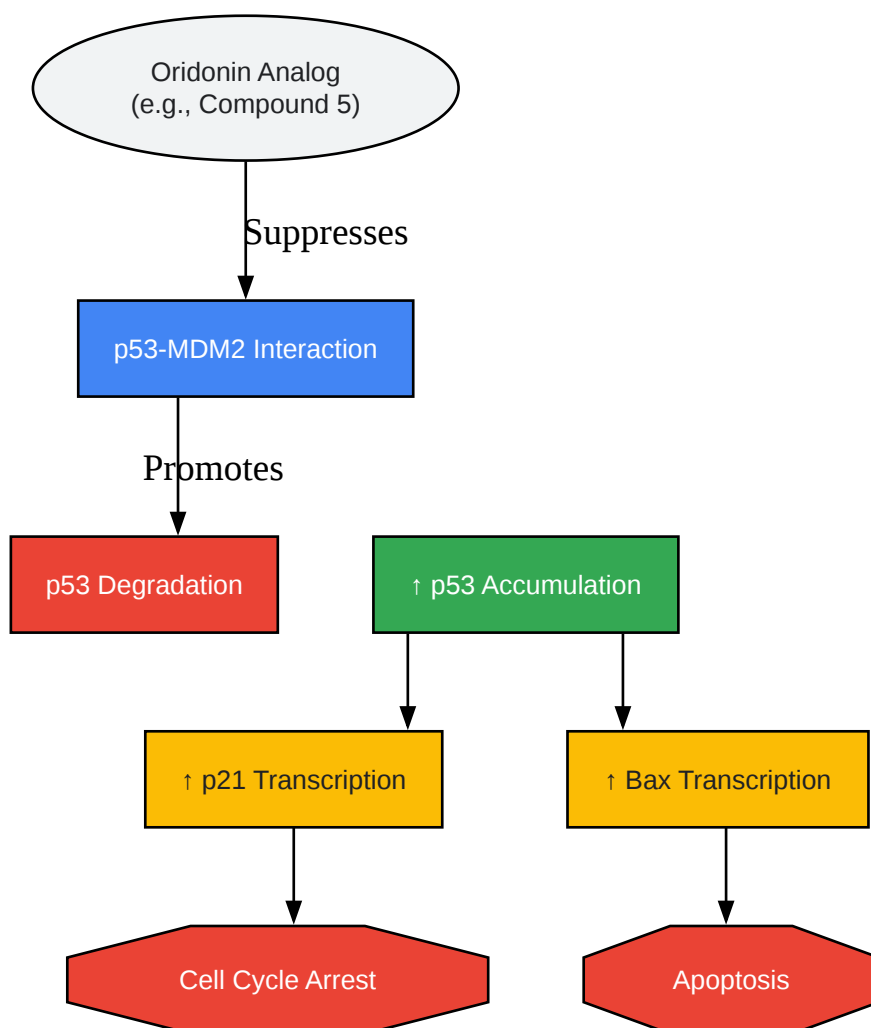 Oridonin Analog
(e.g., Compound 5)
Suppresses
p53-MDM2 Interaction
Promotes
p53 Degradation
↑ p53 Accumulation
↑ p21 Transcription
↑ Bax Transcription
Cell Cycle Arrest
Apoptosis